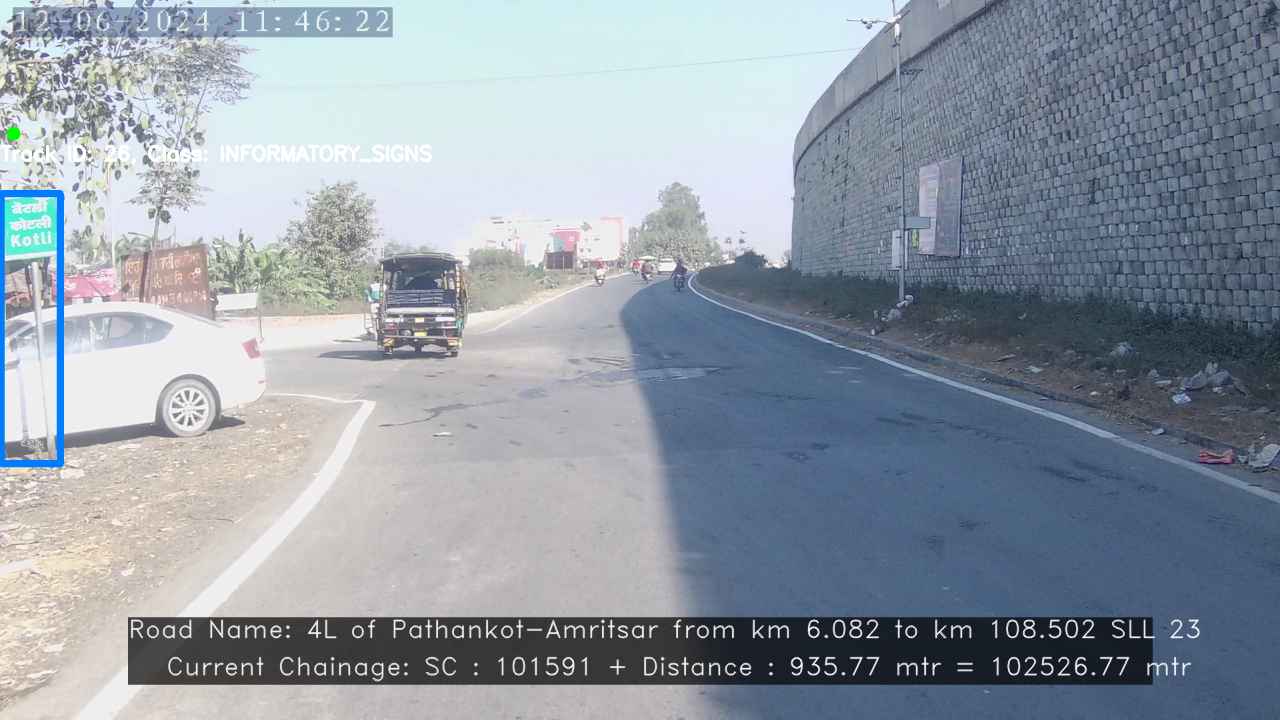 12-06-2024 11:46:22
Track ID: 26, Class: INFORMATORY_SIGNS
ਕੋਟਲੀ
कोटली
Kotli
Road Name: 4L of Pathankot-Amritsar from km 6.082 to km 108.502 SLL 23
Current Chainage: SC : 101591 + Distance : 935.77 mtr = 102526.77 mtr